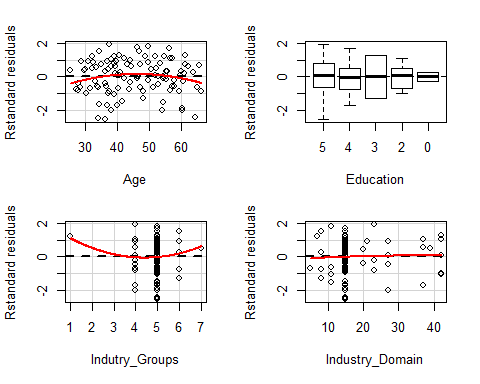 Rstandard residuals
-2 0 2
30 40 50 60
Age
Rstandard residuals
-2 0 2
5 4 3 2 0
Education
Rstandard residuals
-2 0 2
1 2 3 4 5 6 7
Indutry_Groups
Rstandard residuals
-2 0 2
10 20 30 40
Industry_Domain